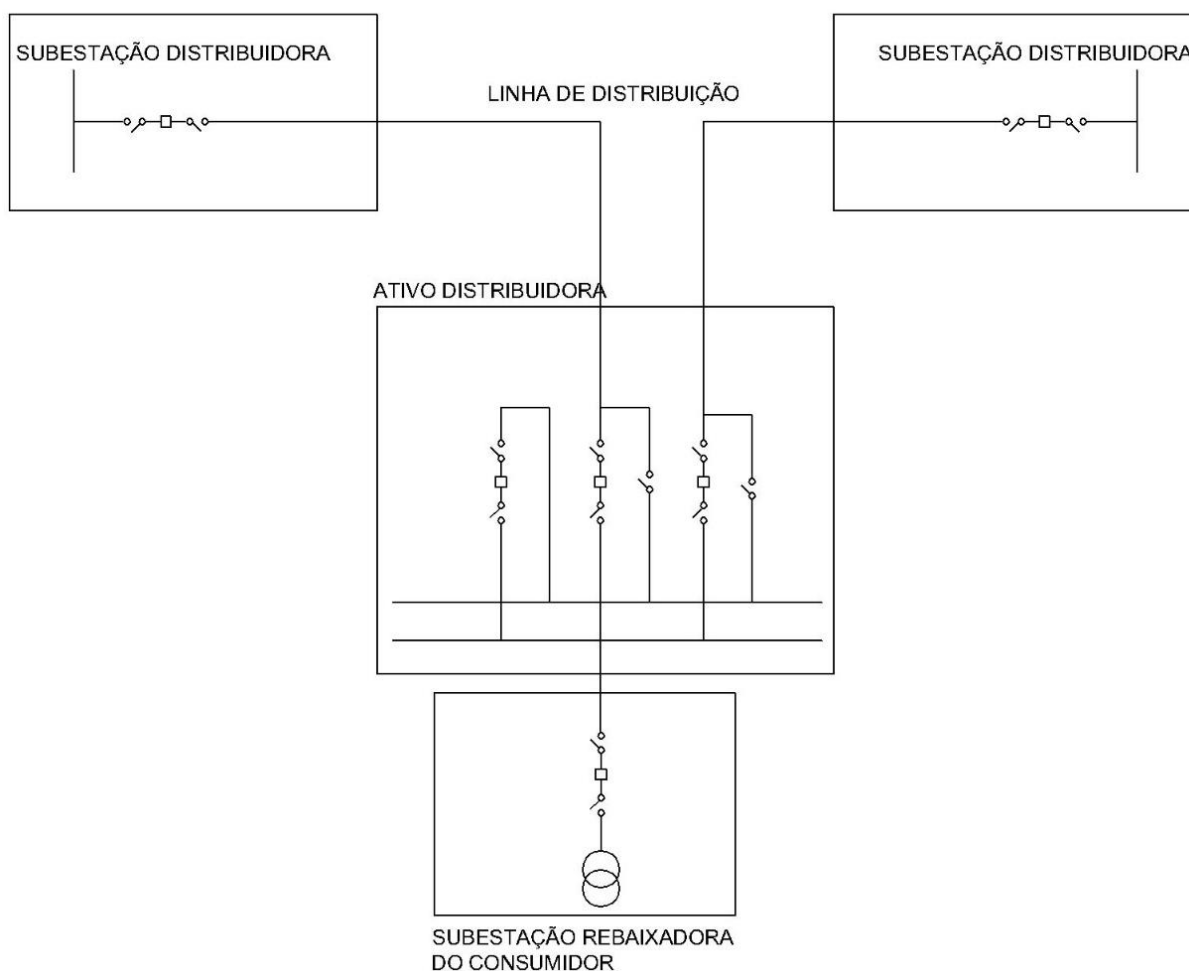 SUBESTAÇÃO DISTRIBUIDORA
SUBESTAÇÃO DISTRIBUIDORA
LINHA DE DISTRIBUIÇÃO
ATIVO DISTRIBUIDORA
SUBESTAÇÃO REBAIXADORA
DO CONSUMIDOR